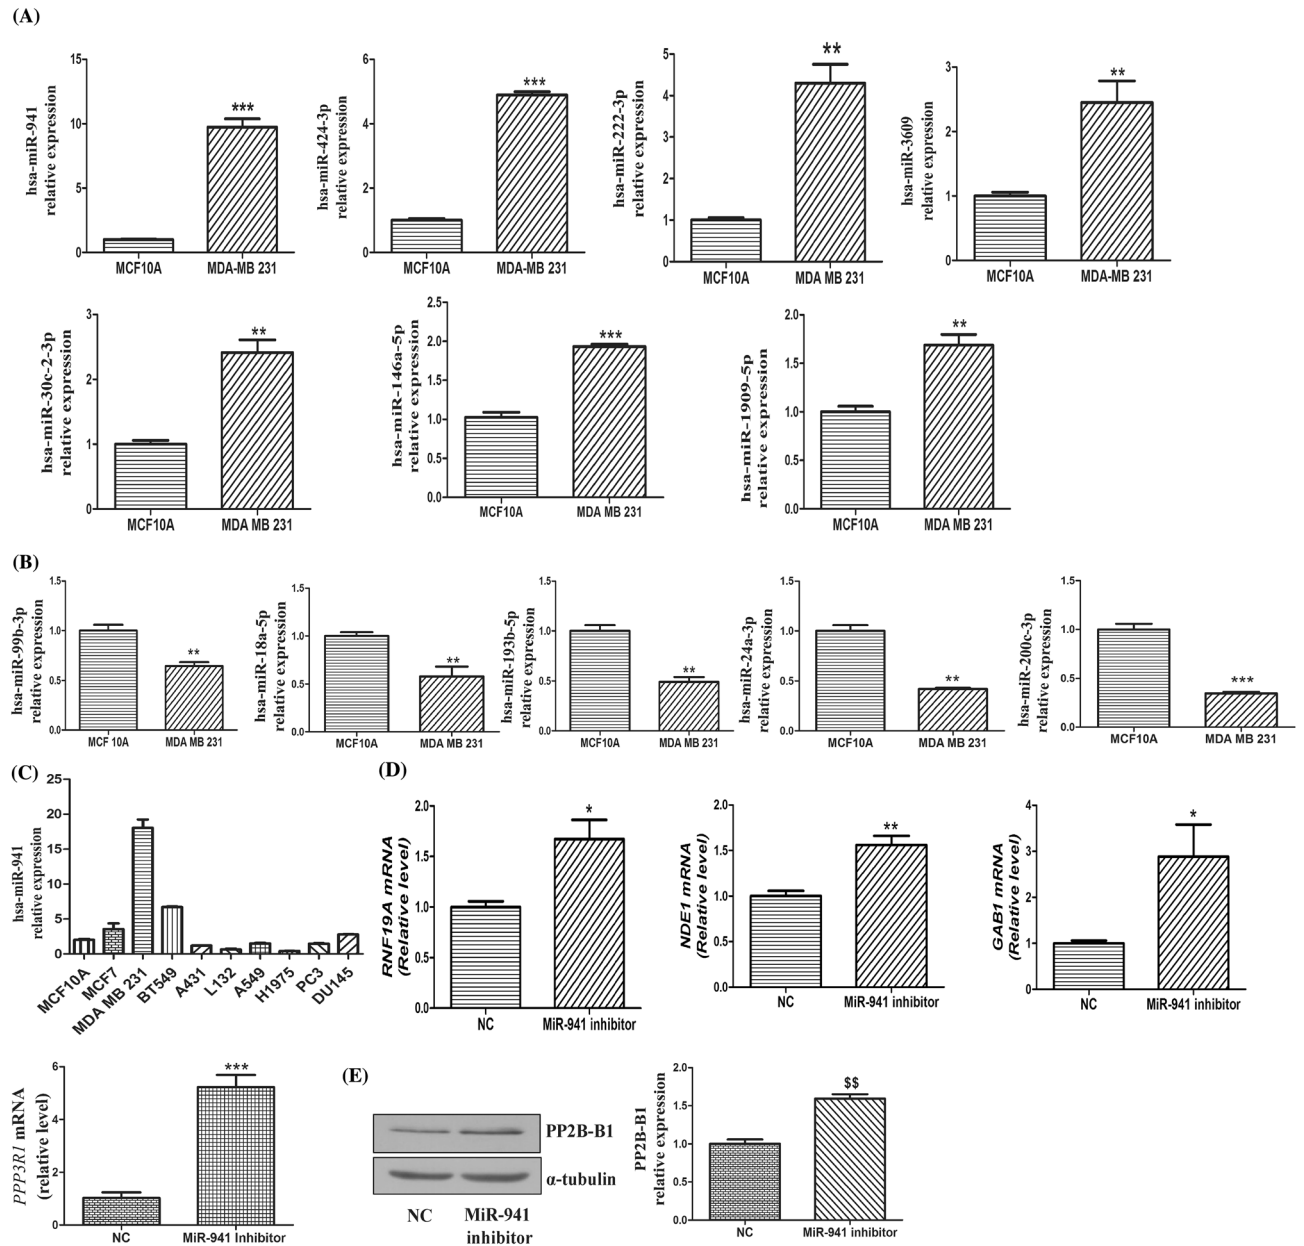 (A)
hsa-miR-941
relative expression
15
10
5
0
***
MCF10A
MDA-MB 231
hsa-miR-424-3p
relative expression
6
4
2
0
***
MCF10A
MDA-MB 231
hsa-miR-222-3p
relative expression
5
4
3
2
1
0
**
MCF10A
MDA MB 231
hsa-miR-3609
relative expression
3
2
1
0
**
MCF10A
MDA-MB 231
hsa-miR-30c-2-3p
relative expression
3
2
1
0
**
MCF10A
MDA MB 231
hsa-miR-146a-5p
relative expression
2.5
2.0
1.5
1.0
0.5
0.0
***
MCF10A
MDA MB 231
hsa-miR-1909-5p
relative expression
2.0
1.5
1.0
0.5
0.0
**
MCF10A
MDA MB 231
(B)
hsa-miR-99b-3p
relative expression
1.5
1.0
0.5
0.0
**
MCF 10A
MDA MB 231
hsa-miR-18a-5p
relative expression
1.5
1.0
0.5
0.0
**
MCF10A
MDA MB 231
hsa-miR-193b-5p
relative expression
1.5
1.0
0.5
0.0
**
MCF10A
MDA MB 231
hsa-miR-24a-3p
relative expression
1.5
1.0
0.5
0.0
**
MCF10A
MDA MB 231
hsa-miR-200c-3p
relative expression
1.5
1.0
0.5
0.0
***
MCF10A
MDA MB 231
(C)
hsa-miR-941
relative expression
25
20
15
10
5
0
MCF10A
MCF7
MDA MB 231
BT549
A431
L132
A549
H1975
PC3
DU145
(D)
RNF19A mRNA
(Relative level)
2.0
1.5
1.0
0.5
0.0
*
NC
MiR-941 inhibitor
NDE1 mRNA
(Relative level)
2.0
1.5
1.0
0.5
0.0
**
NC
MiR-941 inhibitor
GAB1 mRNA
(Relative level)
4
3
2
1
0
*
NC
MiR-941 inhibitor
PPP3R1 mRNA
(relative level)
6
4
2
0
***
NC
MiR-941 Inhibitor
(E)
PP2B-B1
α-tubulin
NC
MiR-941
inhibitor
PP2B-B1
relative expression
2.0
1.5
1.0
0.5
0.0
$$
NC
MiR-941 inhibitor